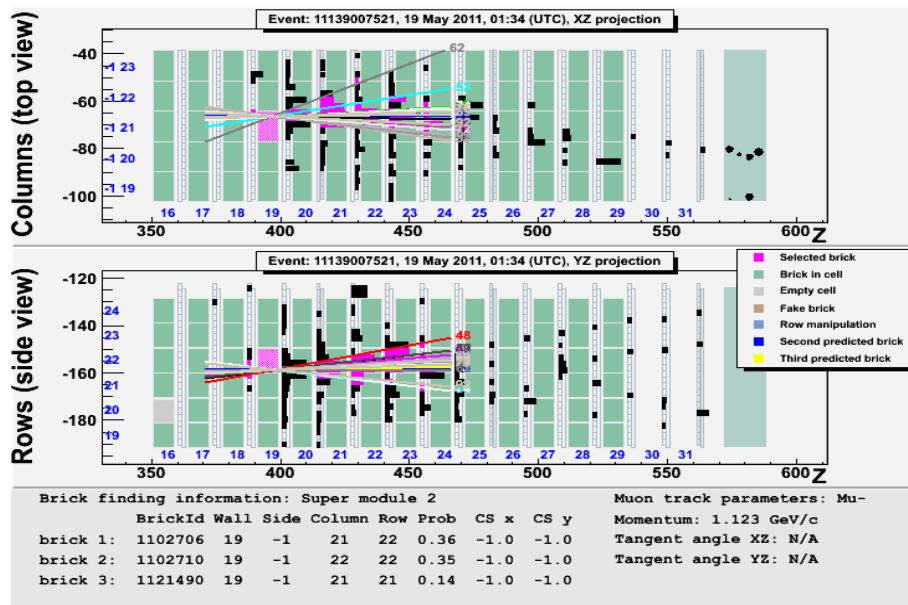 Event: 11139007521, 19 May 2011, 01:34 (UTC), XZ projection
Columns (top view)
-40
-60
-80
-100
-1 23
-1 22
-1 21
-1 20
-1 19
62
53
16 17 18 19 20 21 22 23 24 25 26 27 28 29 30 31
350 400 450 500 550 600 Z
Event: 11139007521, 19 May 2011, 01:34 (UTC), YZ projection
Rows (side view)
-120
-140
-160
-180
24
23
22
21
20
19
48
16 17 18 19 20 21 22 23 24 25 26 27 28 29 30 31
350 400 450 500 550 600 Z
Selected brick
Brick in cell
Empty cell
Fake brick
Row manipulation
Second predicted brick
Third predicted brick
Brick finding information: Super module 2
BrickId Wall Side Column Row Prob CS x CS y
brick 1: 1102706 19 -1 21 22 0.36 -1.0 -1.0
brick 2: 1102710 19 -1 22 22 0.35 -1.0 -1.0
brick 3: 1121490 19 -1 21 21 0.14 -1.0 -1.0
Muon track parameters: Mu-
Momentum: 1.123 GeV/c
Tangent angle XZ: N/A
Tangent angle YZ: N/A